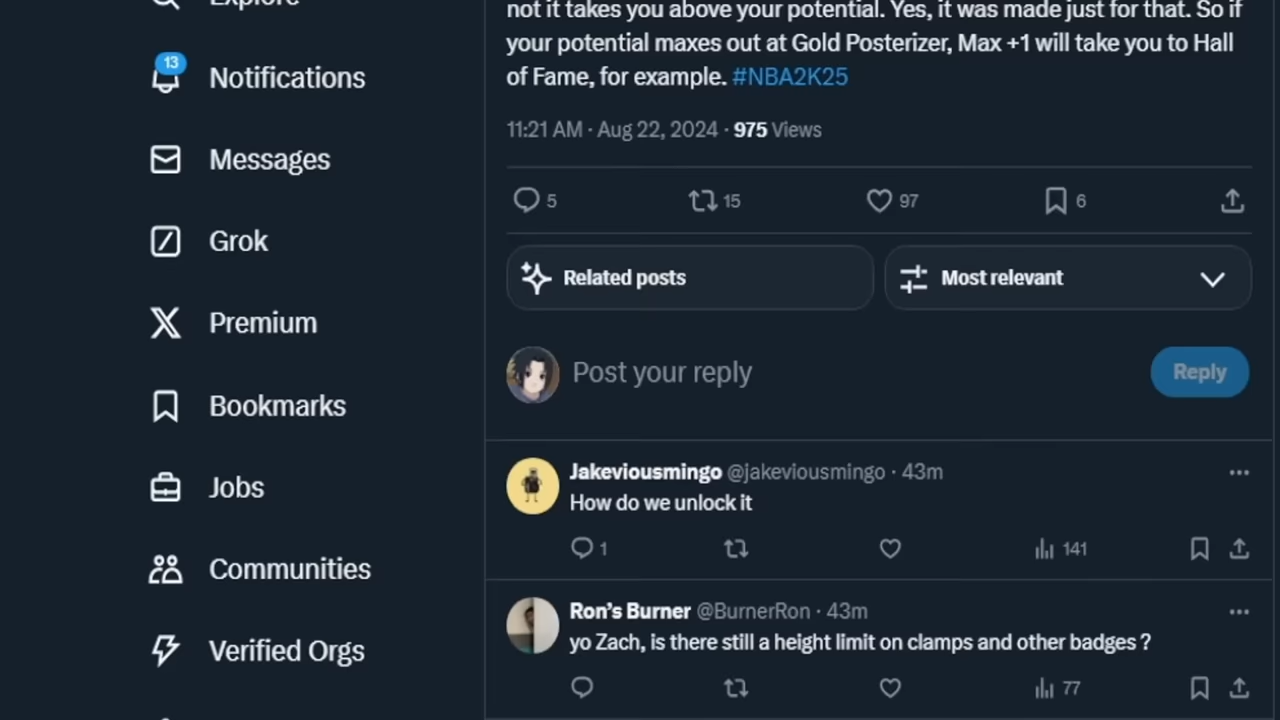 Explore
13
Notifications
Messages
Grok
Premium
Bookmarks
Jobs
Communities
Verified Orgs
not it takes you above your potential. Yes, it was made just for that. So if
your potential maxes out at Gold Posterizer, Max +1 will take you to Hall
of Fame, for example. #NBA2K25
11:21 AM · Aug 22, 2024 · 975 Views
5 15 97 6
Related posts Most relevant
Post your reply Reply
Jakeviousmingo @jakeviousmingo · 43m
How do we unlock it
1 141
Ron's Burner @BurnerRon · 43m
yo Zach, is there still a height limit on clamps and other badges ?
77